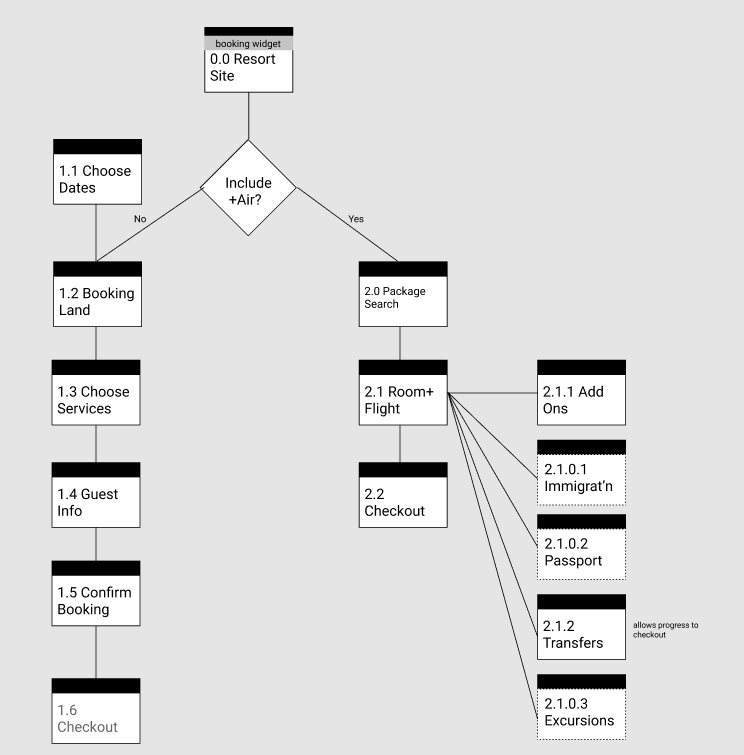 booking widget
0.0 Resort
Site
1.1 Choose
Dates
Include
+Air?
No
Yes
1.2 Booking
Land
2.0 Package
Search
1.3 Choose
Services
2.1 Room+
Flight
2.1.1 Add
Ons
2.1.0.1
Immigrat’n
1.4 Guest
Info
2.2
Checkout
2.1.0.2
Passport
1.5 Confirm
Booking
2.1.2
Transfers
allows progress to
checkout
1.6
Checkout
2.1.0.3
Excursions